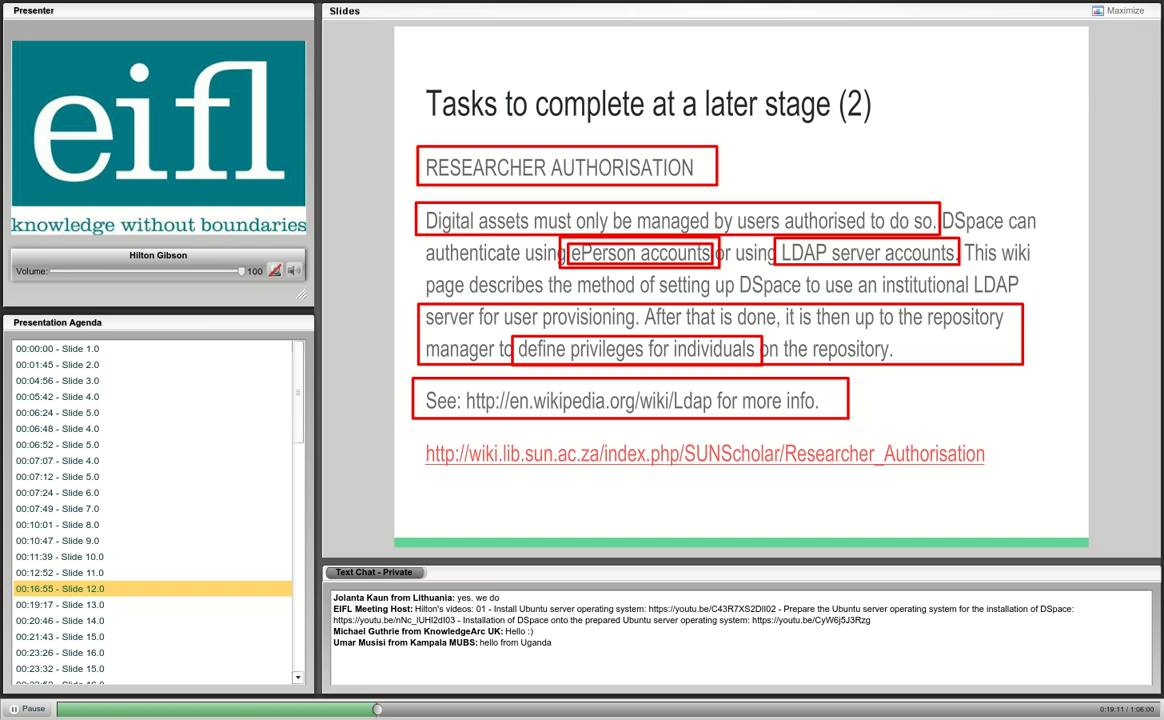 Presenter
eifl
knowledge without boundaries
Hilton Gibson
Volume: 100
Presentation Agenda
00:00:00 - Slide 1.0
00:01:45 - Slide 2.0
00:04:56 - Slide 3.0
00:05:42 - Slide 4.0
00:06:24 - Slide 5.0
00:06:48 - Slide 4.0
00:06:52 - Slide 5.0
00:07:07 - Slide 4.0
00:07:12 - Slide 5.0
00:07:24 - Slide 6.0
00:07:49 - Slide 7.0
00:10:01 - Slide 8.0
00:10:47 - Slide 9.0
00:11:39 - Slide 10.0
00:12:52 - Slide 11.0
00:16:55 - Slide 12.0
00:19:17 - Slide 13.0
00:20:46 - Slide 14.0
00:21:43 - Slide 15.0
00:23:26 - Slide 16.0
00:23:32 - Slide 15.0
Slides
Maximize
Tasks to complete at a later stage (2)
RESEARCHER AUTHORISATION
Digital assets must only be managed by users authorised to do so. DSpace can
authenticate using ePerson accounts or using LDAP server accounts. This wiki
page describes the method of setting up DSpace to use an institutional LDAP
server for user provisioning. After that is done, it is then up to the repository
manager to define privileges for individuals on the repository.
See: http://en.wikipedia.org/wiki/Ldap for more info.
http://wiki.lib.sun.ac.za/index.php/SUNScholar/Researcher_Authorisation
Text Chat - Private
Jolanta Kaun from Lithuania: yes. we do
EIFL Meeting Host: Hilton's videos: 01 - Install Ubuntu server operating system: https://youtu.be/C43R7XS2DII02 - Prepare the Ubuntu server operating system for the installation of DSpace:
https://youtu.be/nNc_lUHI2dI03 - Installation of DSpace onto the prepared Ubuntu server operating system: https://youtu.be/CyW6j5J3Rzg
Michael Guthrie from KnowledgeArc UK: Hello :)
Umar Musisi from Kampala MUBS: hello from Uganda
Pause
0:19:11 / 1:06:00